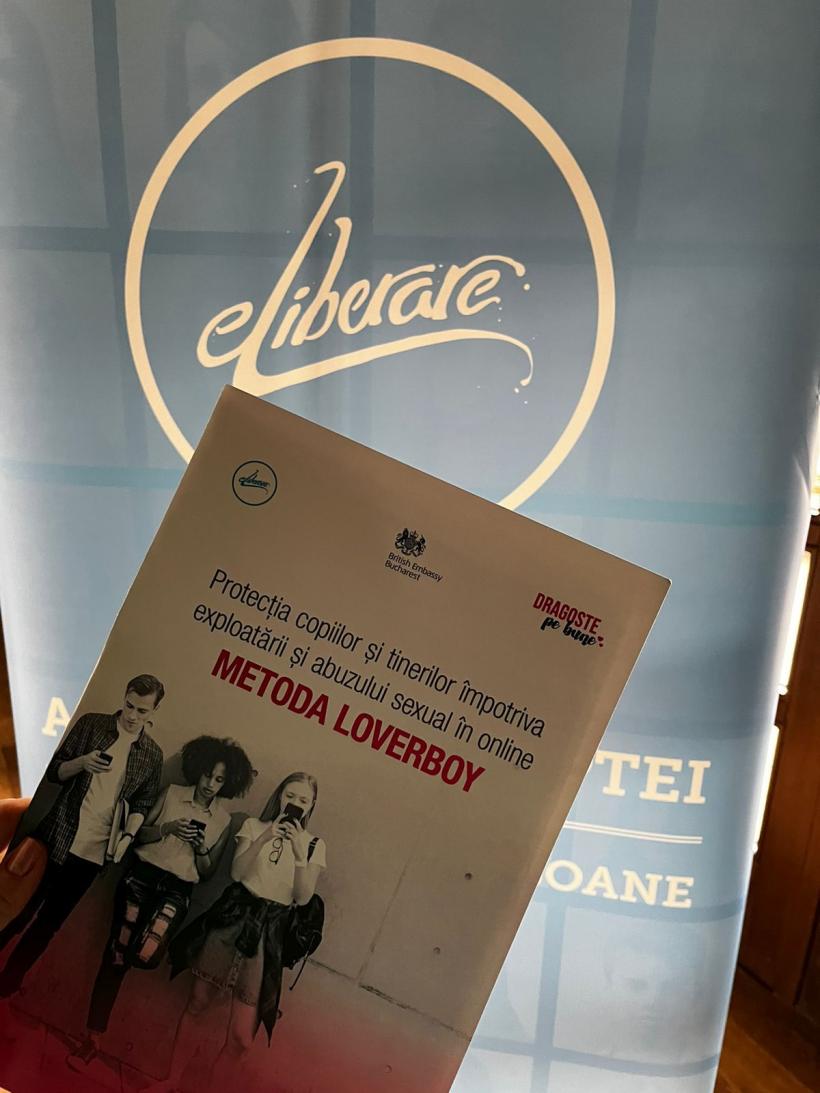 eliberare
eliberare
British Embassy
Bucharest
DRAGOSTE
pe bune
Protecția copiilor și tinerilor împotriva
exploatării și abuzului sexual în online
METODA LOVERBOY
A
TEI
OANE